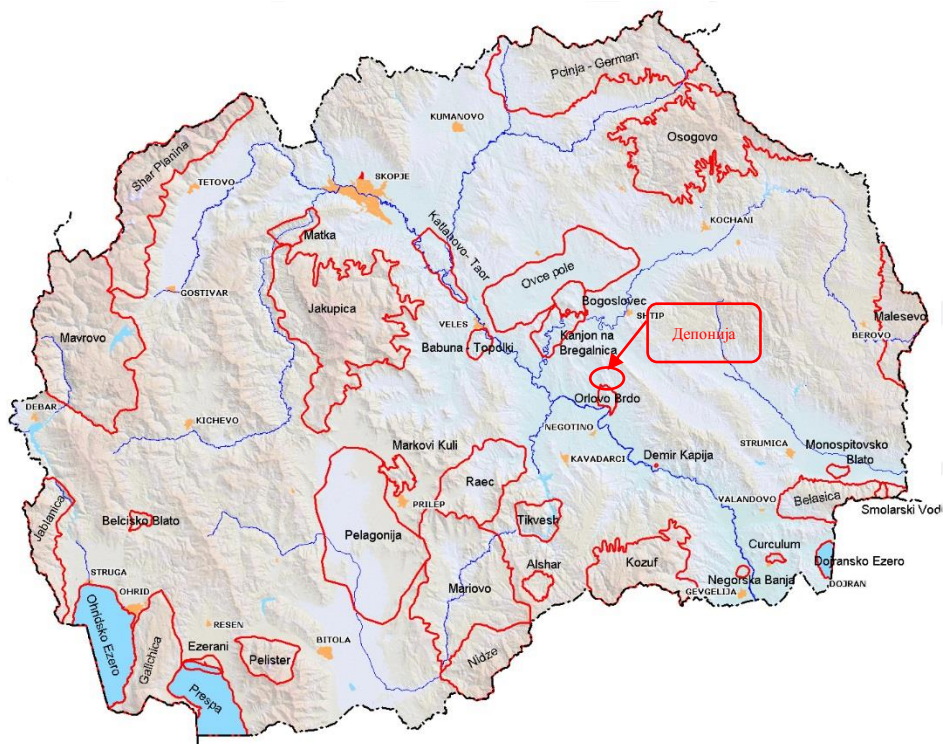 Pcinja - German
KUMANOVO
Osogovo
Shar Planina
TETOVO
SKOPJE
KOCHANI
Katlahovo- Taor
Matka
Ovce pole
GOSTIVAR
Jakupica
Bogoslovec
SHTIP
Malesevo
BEROVO
Mavrovo
VELES
Babuna - Topolki
Kanjon na
Bregalnica
Депонија
DEBAR
KICHEVO
Orlovo Brdo
NEGOTINO
Markovi Kuli
Demir Kapija
STRUMICA
Monospitovsko
Blato
KAVADARCI
Raec
PRILEP
VALANDOVO
Belasica
Smolarski Vod
Jablanica
Belcisko Blato
Pelagonija
Tikvesh
Alshar
Kozuf
Curculum
Dojransko Ezero
STRUGA
Mariovo
Negorska Banja
DOJRAN
GEVGELIJA
OHRID
Ohridsko Ezero
Galichica
RESEN
BITOLA
Ezerani
Pelister
Nidze
Prespa